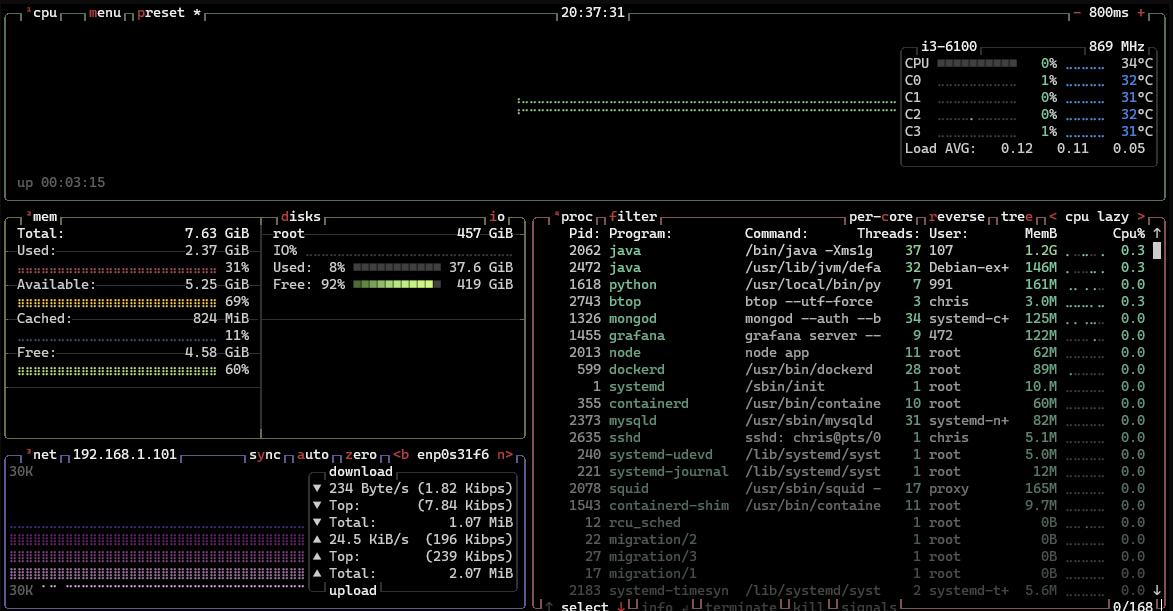 ¹cpu menu preset * 20:37:31 - 800ms +
i3-6100 869 MHz
CPU 0% 34°C
C0 1% 32°C
C1 0% 31°C
C2 0% 32°C
C3 1% 31°C
Load AVG: 0.12 0.11 0.05
up 00:03:15
²mem disks io
Total: 7.63 GiB
Used: 2.37 GiB
31%
Available: 5.25 GiB
69%
Cached: 824 MiB
11%
Free: 4.58 GiB
60%
root 457 GiB
IO%
Used: 8% 37.6 GiB
Free: 92% 419 GiB
³net 192.168.1.101 sync auto zero <b enp0s31f6 n>
30K
download
▼ 234 Byte/s (1.82 Kibps)
▼ Top: (7.84 Kibps)
▼ Total: 1.07 MiB
▲ 24.5 KiB/s (196 Kibps)
▲ Top: (239 Kibps)
▲ Total: 2.07 MiB
30K
upload
⁴proc filter per-core reverse tree < cpu lazy >
Pid: Program: Command: Threads: User: MemB Cpu% ↑
2062 java /bin/java -Xms1g 37 107 1.2G 0.3
2472 java /usr/lib/jvm/defa 32 Debian-ex+ 146M 0.3
1618 python /usr/local/bin/py 7 991 161M 0.0
2743 btop btop --utf-force 3 chris 3.0M 0.3
1326 mongod mongod --auth --b 34 systemd-c+ 125M 0.0
1455 grafana grafana server -- 9 472 122M 0.0
2013 node node app 11 root 62M 0.0
599 dockerd /usr/bin/dockerd 28 root 89M 0.0
1 systemd /sbin/init 1 root 10.M 0.0
355 containerd /usr/bin/containe 10 root 60M 0.0
2373 mysqld /usr/sbin/mysqld 31 systemd-n+ 82M 0.0
2635 sshd sshd: chris@pts/0 1 chris 5.1M 0.0
240 systemd-udevd /lib/systemd/syst 1 root 5.0M 0.0
221 systemd-journal /lib/systemd/syst 1 root 12M 0.0
2078 squid /usr/sbin/squid - 17 proxy 165M 0.0
1543 containerd-shim /usr/bin/containe 11 root 9.7M 0.0
12 rcu_sched 1 root 0B 0.0
22 migration/2 1 root 0B 0.0
27 migration/3 1 root 0B 0.0
17 migration/1 1 root 0B 0.0
2183 systemd-timesyn /lib/systemd/syst 2 systemd-t+ 5.6M 0.0 ↓
↑ select ↓ info ↲ terminate kill signals 0/168